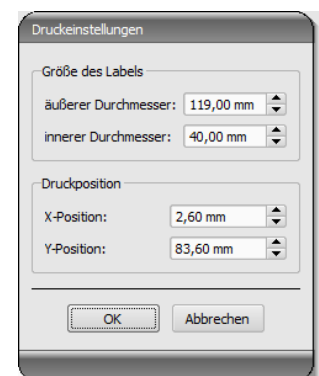 Druckeinstellungen
Größe des Labels
äußerer Durchmesser: 119,00 mm
innerer Durchmesser: 40,00 mm
Druckposition
X-Position: 2,60 mm
Y-Position: 83,60 mm
OK Abbrechen